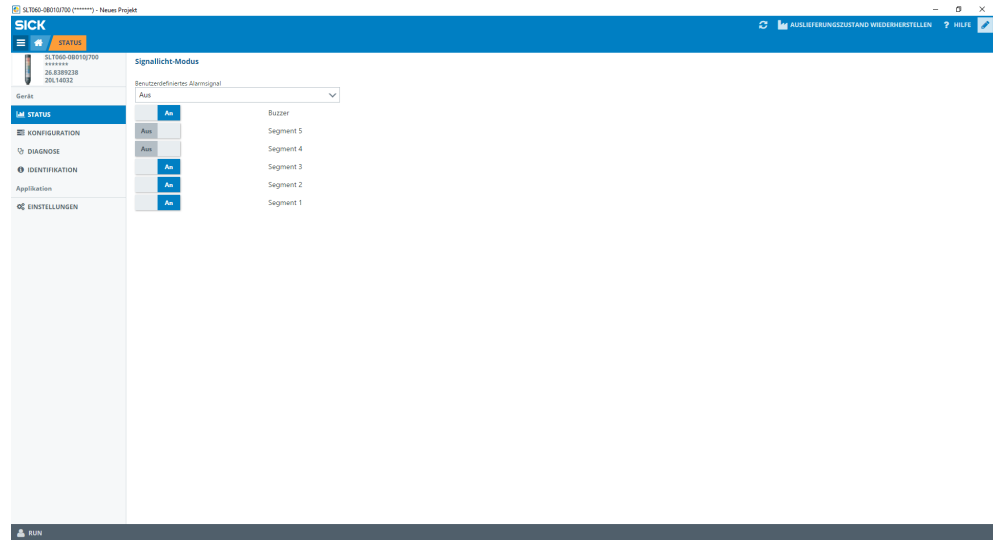 SLT060-0B010J700 (*******) - Neues Projekt
SICK
AUSLIEFERUNGSZUSTAND WIEDERHERSTELLEN
? HILFE
STATUS
SLT060-0B010J700
*******
26.8389238
20L14032
Gerät
STATUS
KONFIGURATION
DIAGNOSE
IDENTIFIKATION
Applikation
EINSTELLUNGEN
Signallicht-Modus
Benutzerdefiniertes Alarmsignal
Aus
An Buzzer
Aus Segment 5
Aus Segment 4
An Segment 3
An Segment 2
An Segment 1
RUN